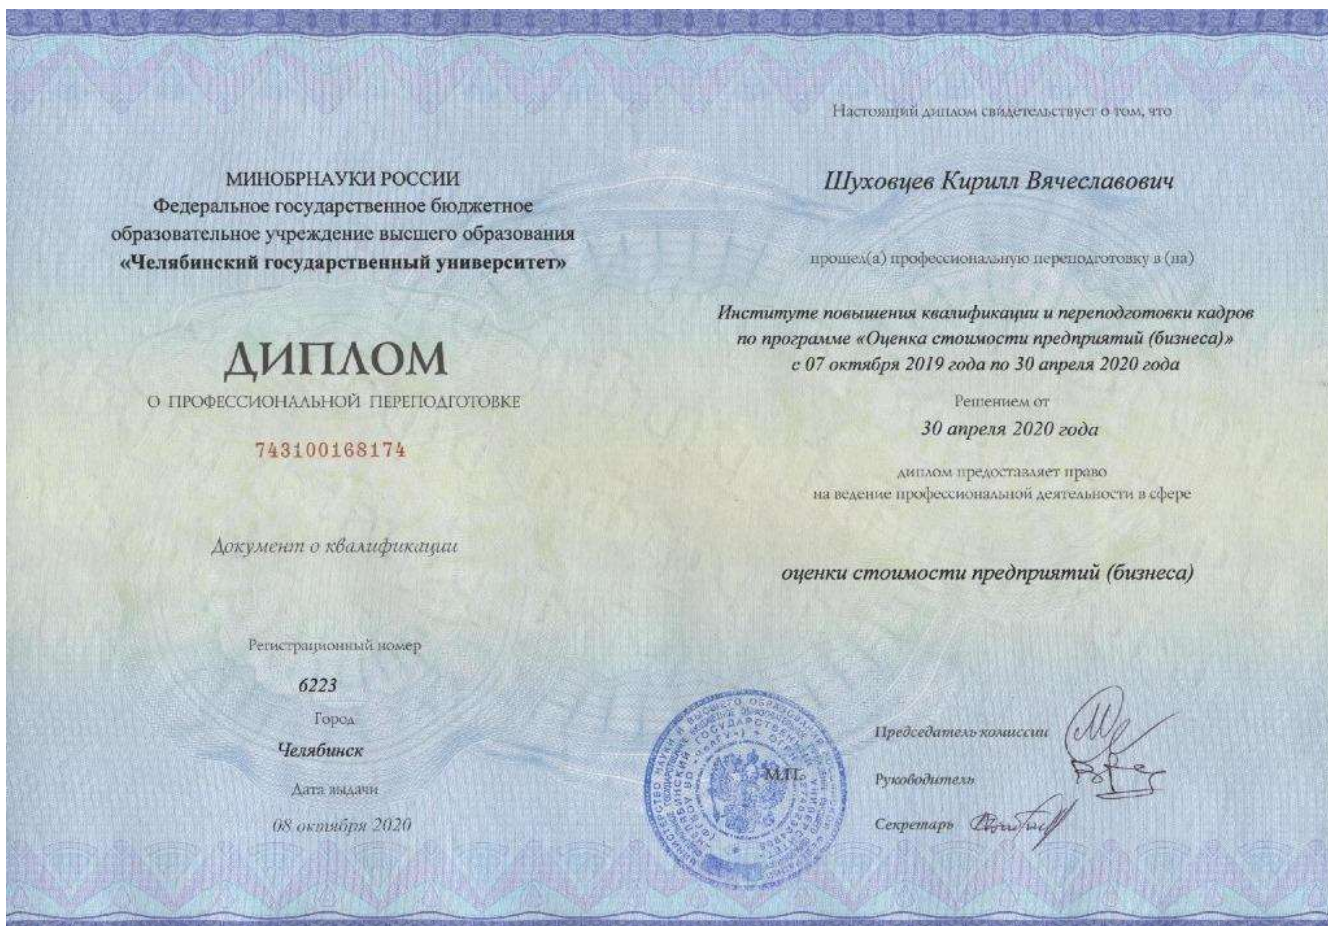 МИНОБРНАУКИ РОССИИ
Федеральное государственное бюджетное
образовательное учреждение высшего образования
«Челябинский государственный университет»
ДИПЛОМ
О ПРОФЕССИОНАЛЬНОЙ ПЕРЕПОДГОТОВКЕ
743100168174
Документ о квалификации
Регистрационный номер
6223
Город
Челябинск
Дата выдачи
08 октября 2020
Настоящий диплом свидетельствует о том, что
Шуховцев Кирилл Вячеславович
прошел(а) профессиональную переподготовку в (на)
Институте повышения квалификации и переподготовки кадров
по программе «Оценка стоимости предприятий (бизнеса)»
с 07 октября 2019 года по 30 апреля 2020 года
Решением от
30 апреля 2020 года
диплом предоставляет право
на ведение профессиональной деятельности в сфере
оценки стоимости предприятий (бизнеса)
М.П.
Председатель комиссии
Руководитель
Секретарь